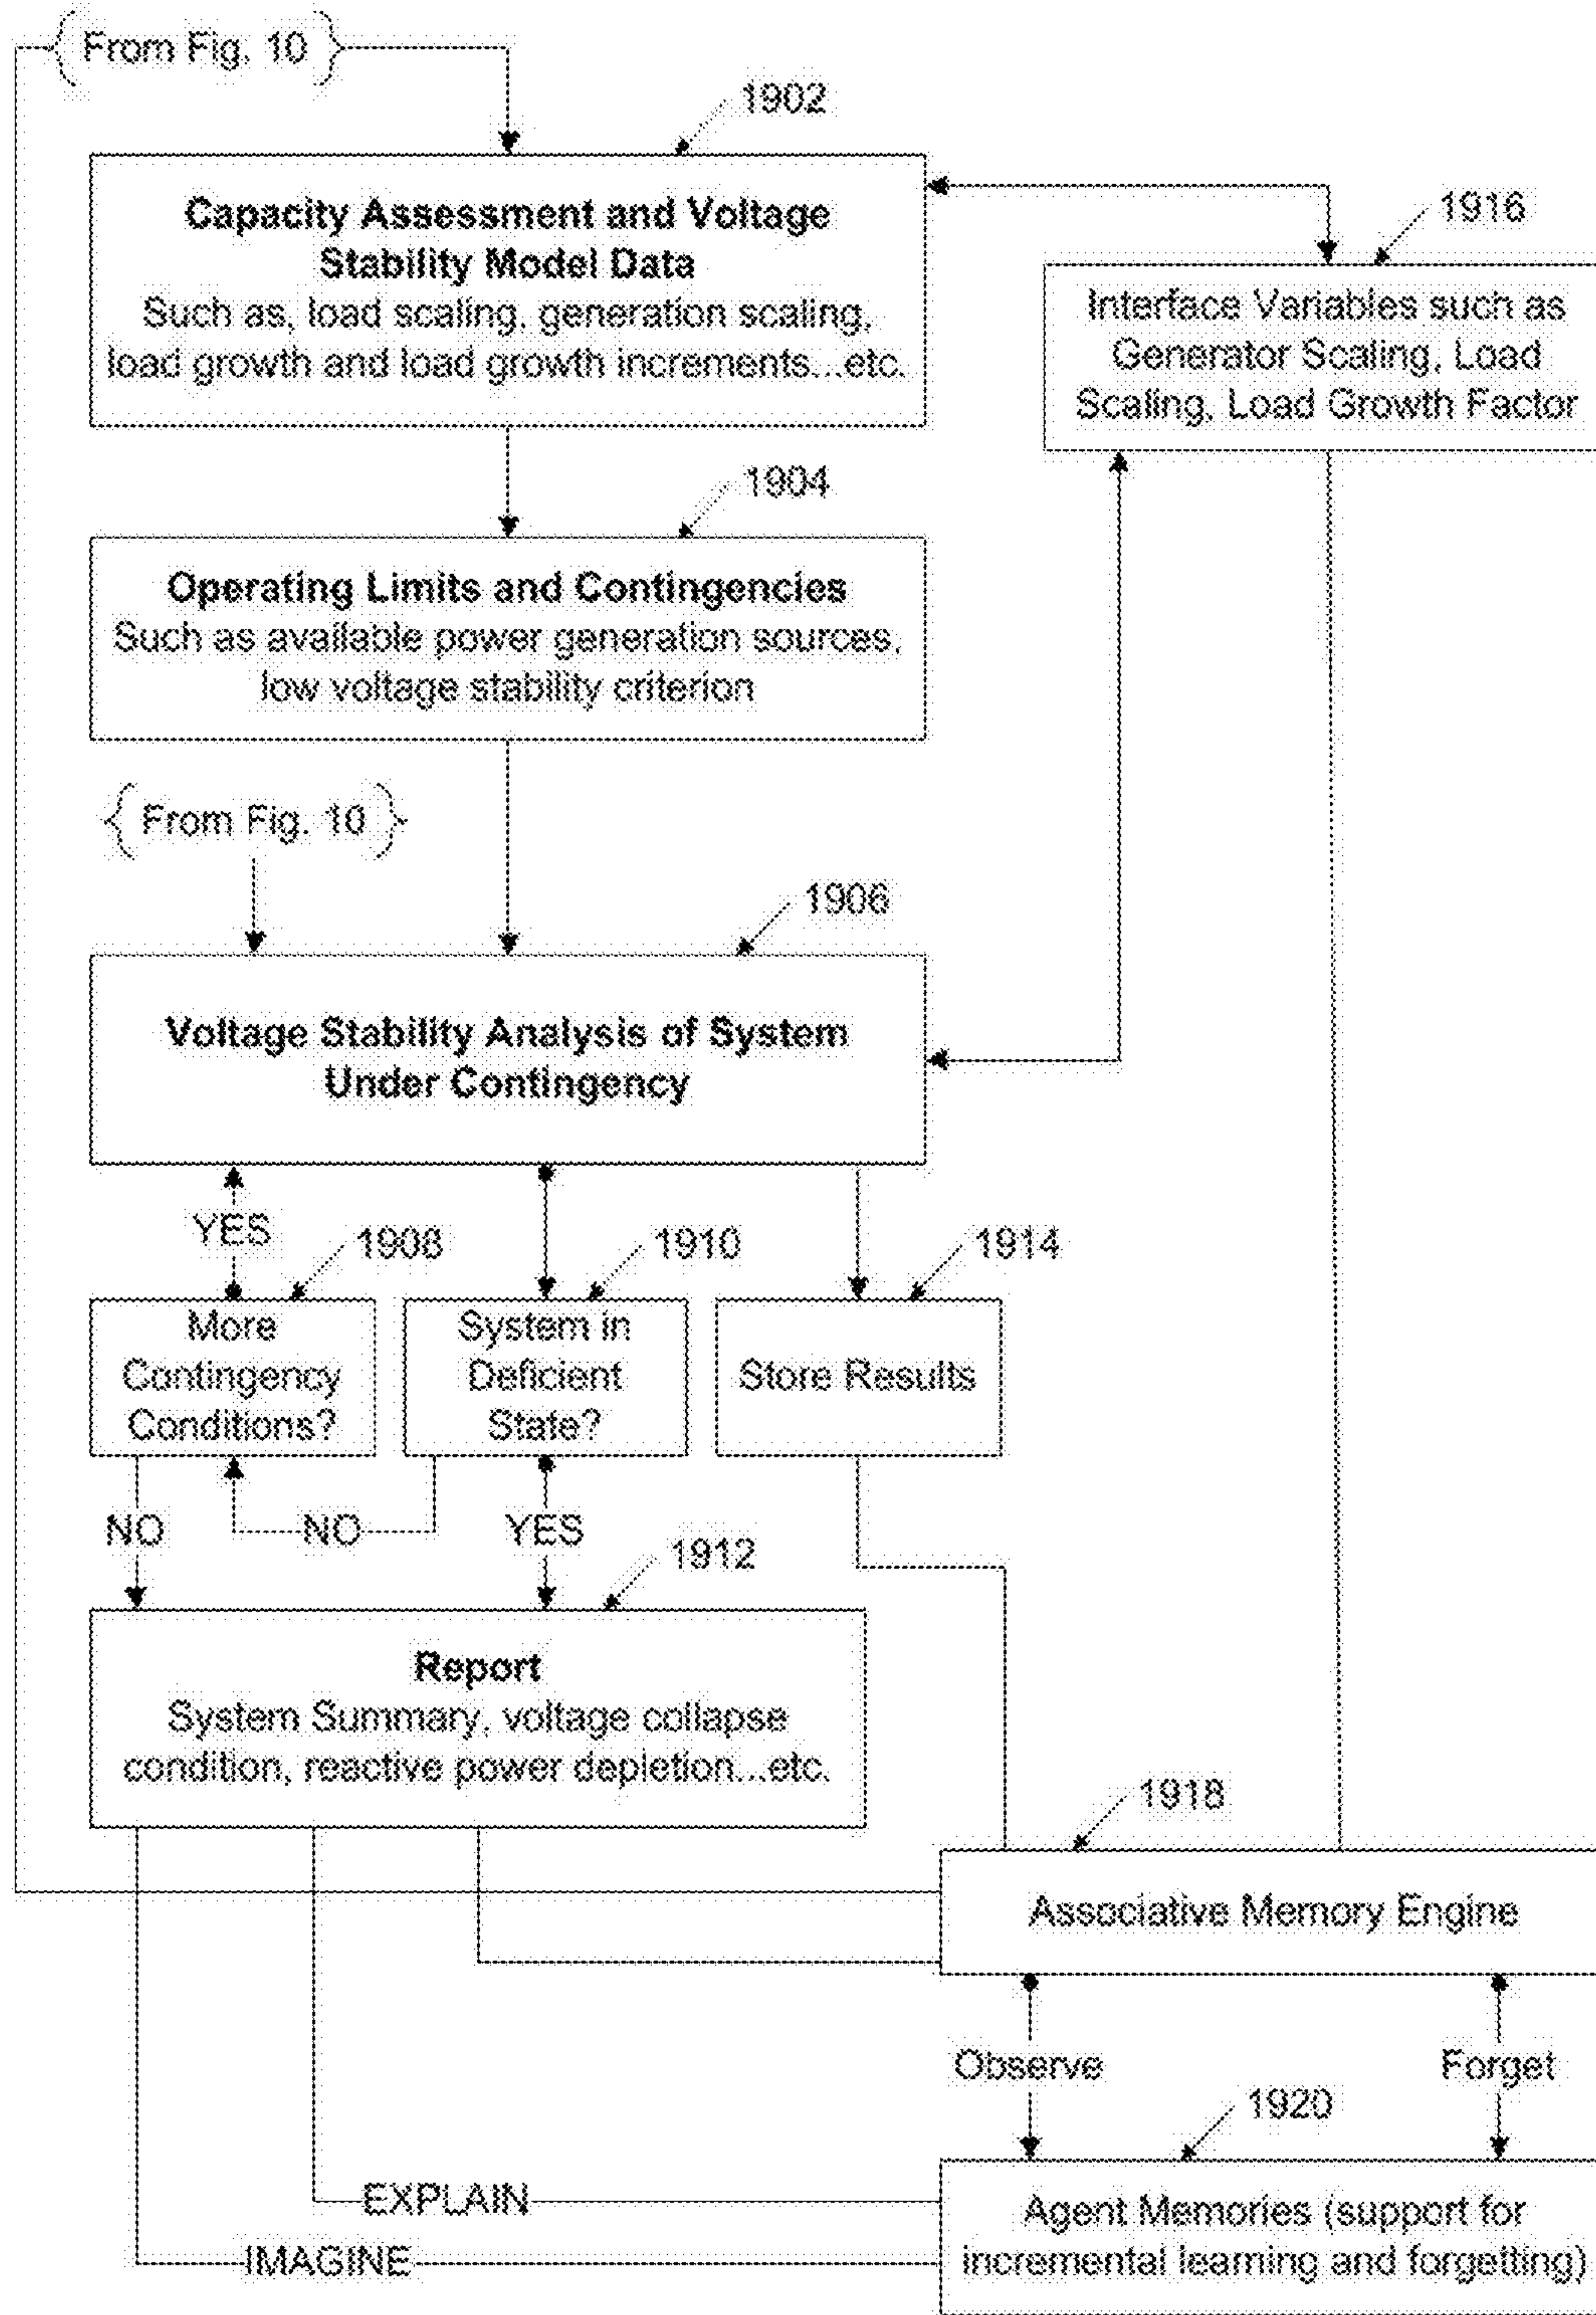 From Fig. 10
1902
Capacity Assessment and Voltage
Stability Model Data
Such as, load scaling, generation scaling,
load growth and load growth increments...etc.
1916
Interface Variables such as
Generator Scaling, Load
Scaling, Load Growth Factor
1904
Operating Limits and Contingencies
Such as available power generation sources,
low voltage stability criterion
From Fig. 10
1906
Voltage Stability Analysis of System
Under Contingency
YES
1908
1910
1914
More
Contingency
Conditions?
System in
Deficient
State?
Store Results
NO
NO
YES
1912
Report
System Summary, voltage collapse
condition, reactive power depletion...etc.
1918
Associative Memory Engine
Observe
Forget
1920
EXPLAIN
IMAGINE
Agent Memories (support for
incremental learning and forgetting)